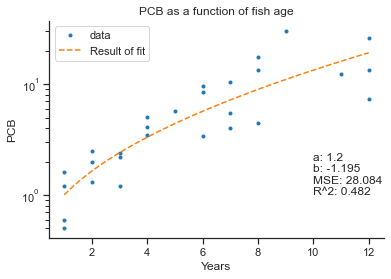 PCB as a function of fish age
data
Result of fit
10¹
10⁰
PCB
a: 1.2
b: -1.195
MSE: 28.084
R^2: 0.482
2 4 6 8 10 12
Years